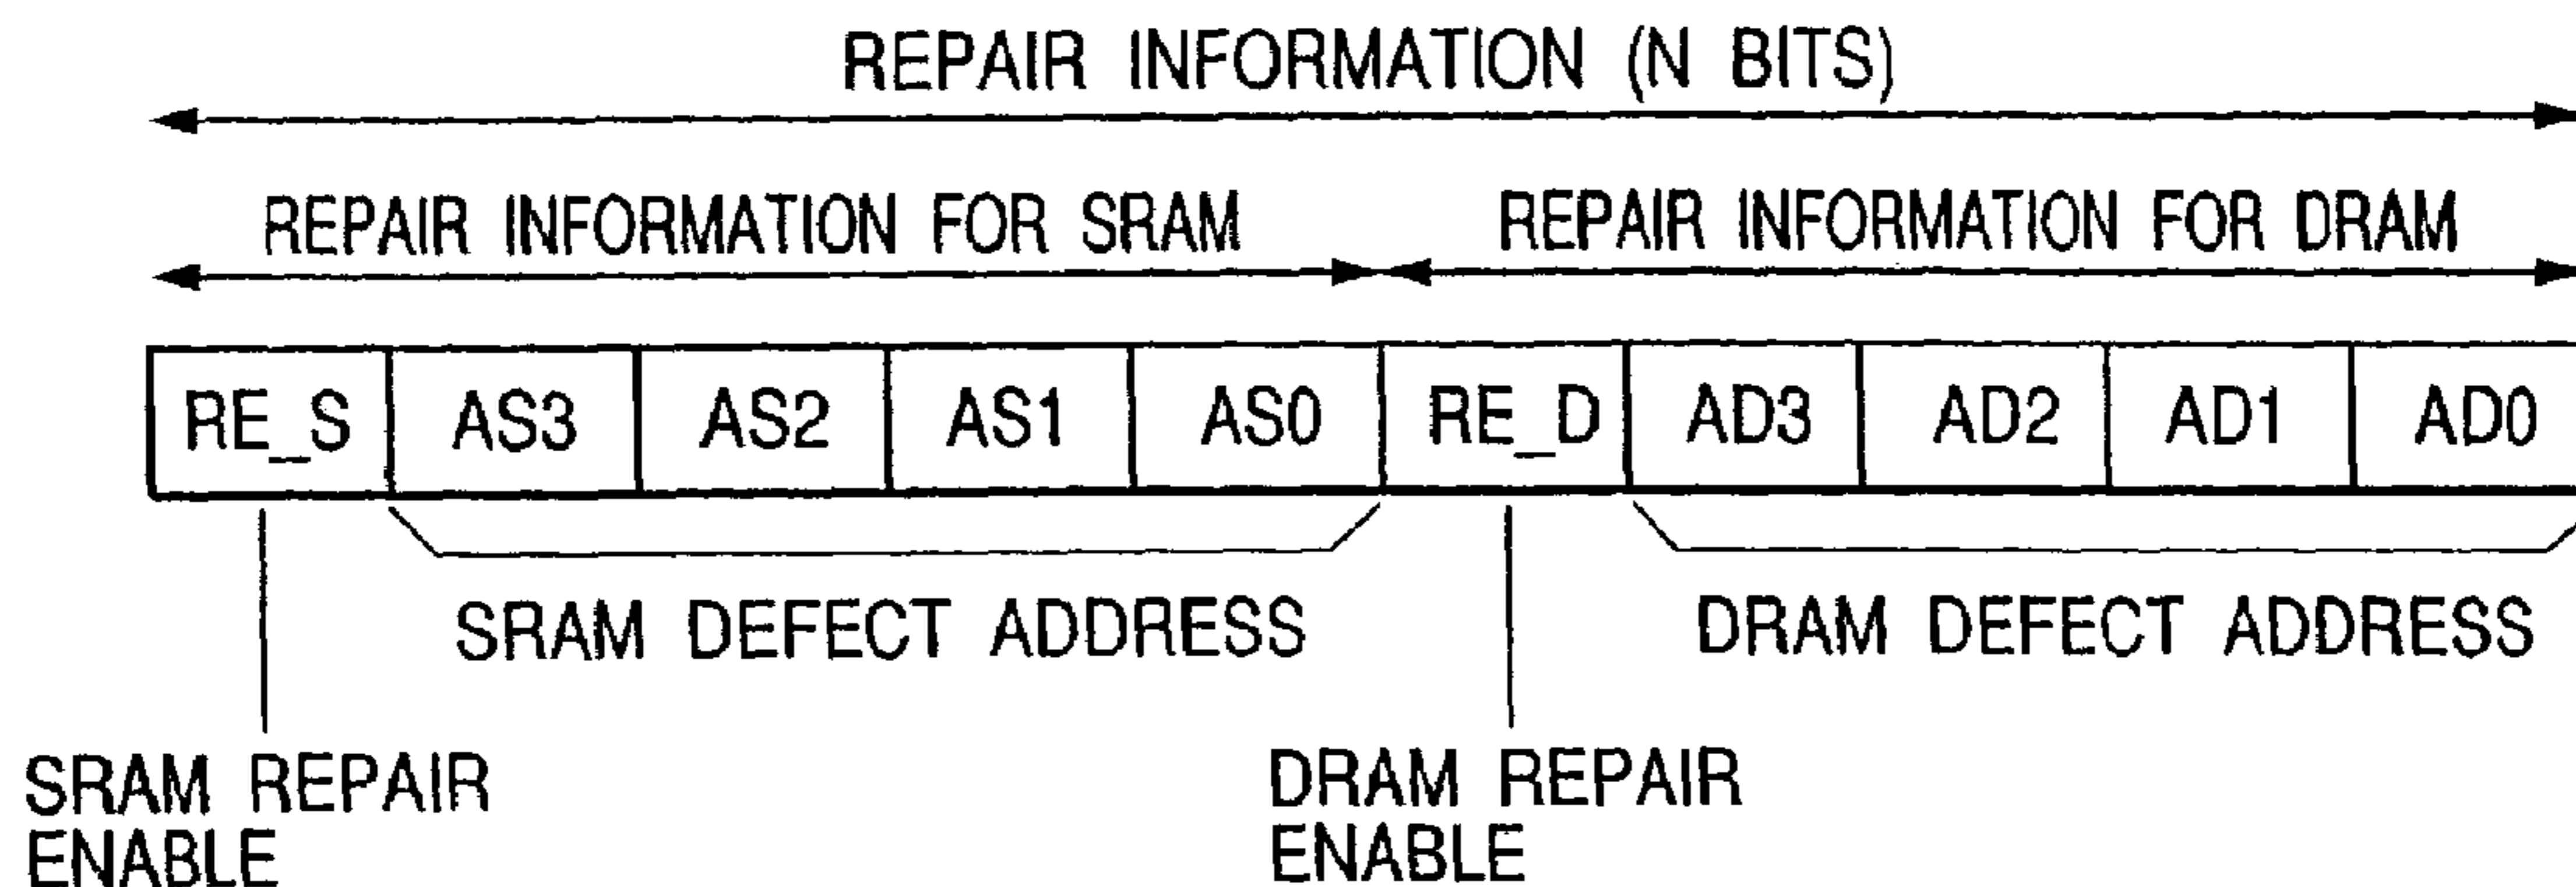 REPAIR INFORMATION (N BITS)
REPAIR INFORMATION FOR SRAM REPAIR INFORMATION FOR DRAM
RE_S AS3 AS2 AS1 AS0 RE_D AD3 AD2 AD1 AD0
SRAM DEFECT ADDRESS DRAM DEFECT ADDRESS
SRAM REPAIR ENABLE
DRAM REPAIR ENABLE